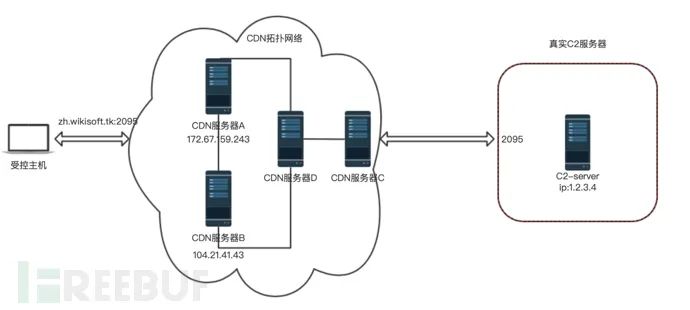 CDN拓扑网络
真实C2服务器
zh.wikisoft.tk:2095
受控主机
CDN服务器A
172.67.159.243
CDN服务器D
CDN服务器C
2095
C2-server
ip:1.2.3.4
CDN服务器B
104.21.41.43
FREEBUF